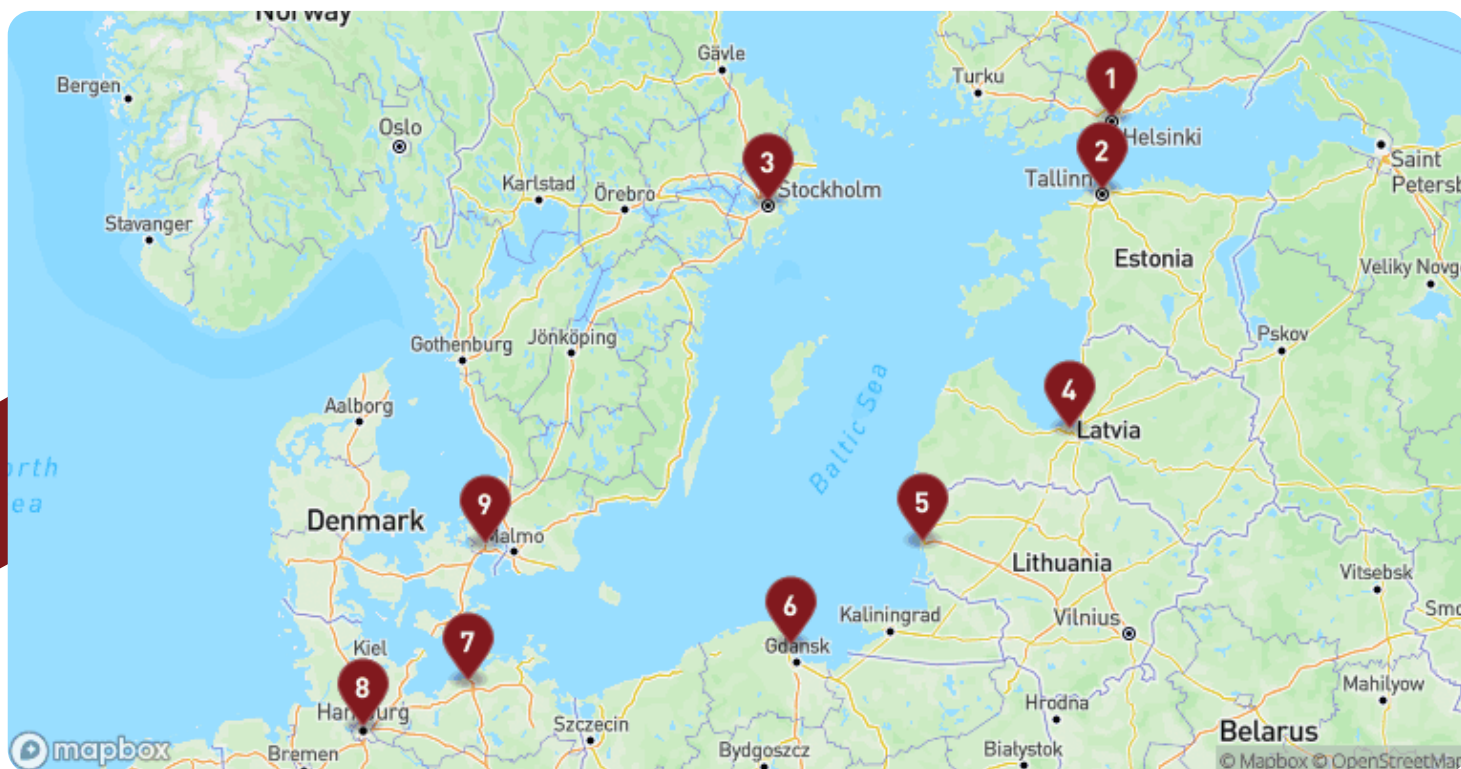 Norway
Gävle
Bergen
Turku
1
Oslo
Helsinki
2
Saint
Petersb
3
Tallinn
Karlstad
Örebro
Stockholm
Stavanger
Estonia
Veliky Novg
Gothenburg
Jönköping
Pskov
Baltic Sea
4
Aalborg
Latvia
orth
ea
9
5
Denmark
Malmo
Lithuania
Vitsebsk
6
Kaliningrad
Vilnius
Smo
7
Kiel
Gdansk
8
Hamburg
Szczecin
Hrodna
Mahilyow
Belarus
mapbox
Bremen
Bydgoszcz
Bialystok
© Mapbox © OpenStreetMap